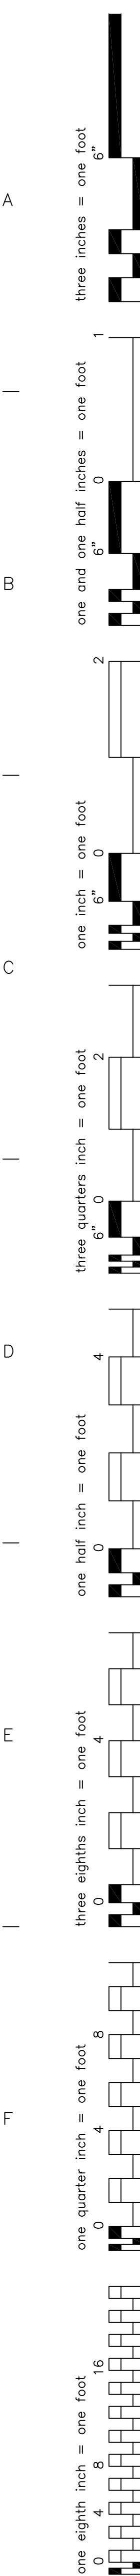 A
three inches = one foot
6"
1
one and one half inches = one foot
0
6"
B
2
one inch = one foot
0
6"
C
2
three quarters inch = one foot
0
6"
D
4
one half inch = one foot
0
E
4
three eighths inch = one foot
0
F
8
one quarter inch = one foot
4
0
16
one eighth inch = one foot
8
4
0